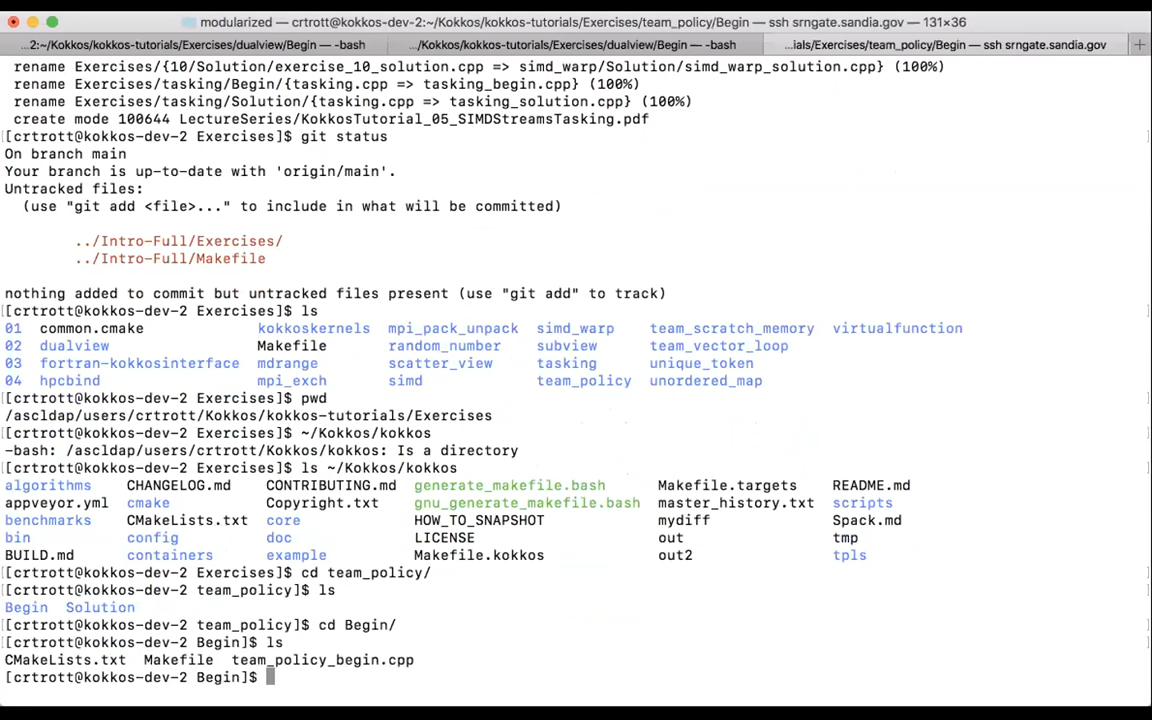 modularized — crtrott@kokkos-dev-2:~/Kokkos/kokkos-tutorials/Exercises/team_policy/Begin — ssh srngate.sandia.gov — 131×36
...2:~/Kokkos/kokkos-tutorials/Exercises/dualview/Begin — -bash   .../Kokkos/kokkos-tutorials/Exercises/dualview/Begin — -bash   ...ials/Exercises/team_policy/Begin — ssh srngate.sandia.gov   +
rename Exercises/{10/Solution/exercise_10_solution.cpp => simd_warp/Solution/simd_warp_solution.cpp} (100%)
rename Exercises/tasking/Begin/{tasking.cpp => tasking_begin.cpp} (100%)
rename Exercises/tasking/Solution/{tasking.cpp => tasking_solution.cpp} (100%)
create mode 100644 LectureSeries/KokkosTutorial_05_SIMDStreamsTasking.pdf
[crtrott@kokkos-dev-2 Exercises]$ git status
On branch main
Your branch is up-to-date with 'origin/main'.
Untracked files:
(use "git add <file>..." to include in what will be committed)
../Intro-Full/Exercises/
../Intro-Full/Makefile
nothing added to commit but untracked files present (use "git add" to track)
[crtrott@kokkos-dev-2 Exercises]$ ls
01 common.cmake kokkoskernels mpi_pack_unpack simd_warp team_scratch_memory virtualfunction
02 dualview Makefile random_number subview team_vector_loop
03 fortran-kokkosinterface mdrange scatter_view tasking unique_token
04 hpcbind mpi_exch simd team_policy unordered_map
[crtrott@kokkos-dev-2 Exercises]$ pwd
/ascldap/users/crtrott/Kokkos/kokkos-tutorials/Exercises
[crtrott@kokkos-dev-2 Exercises]$ ~/Kokkos/kokkos
-bash: /ascldap/users/crtrott/Kokkos/kokkos: Is a directory
[crtrott@kokkos-dev-2 Exercises]$ ls ~/Kokkos/kokkos
algorithms CHANGELOG.md CONTRIBUTING.md generate_makefile.bash Makefile.targets README.md
appveyor.yml cmake Copyright.txt gnu_generate_makefile.bash master_history.txt scripts
benchmarks CMakeLists.txt core HOW_TO_SNAPSHOT mydiff Spack.md
bin config doc LICENSE out tmp
BUILD.md containers example Makefile.kokkos out2 tpls
[crtrott@kokkos-dev-2 Exercises]$ cd team_policy/
[crtrott@kokkos-dev-2 team_policy]$ ls
Begin Solution
[crtrott@kokkos-dev-2 team_policy]$ cd Begin/
[crtrott@kokkos-dev-2 Begin]$ ls
CMakeLists.txt Makefile team_policy_begin.cpp
[crtrott@kokkos-dev-2 Begin]$